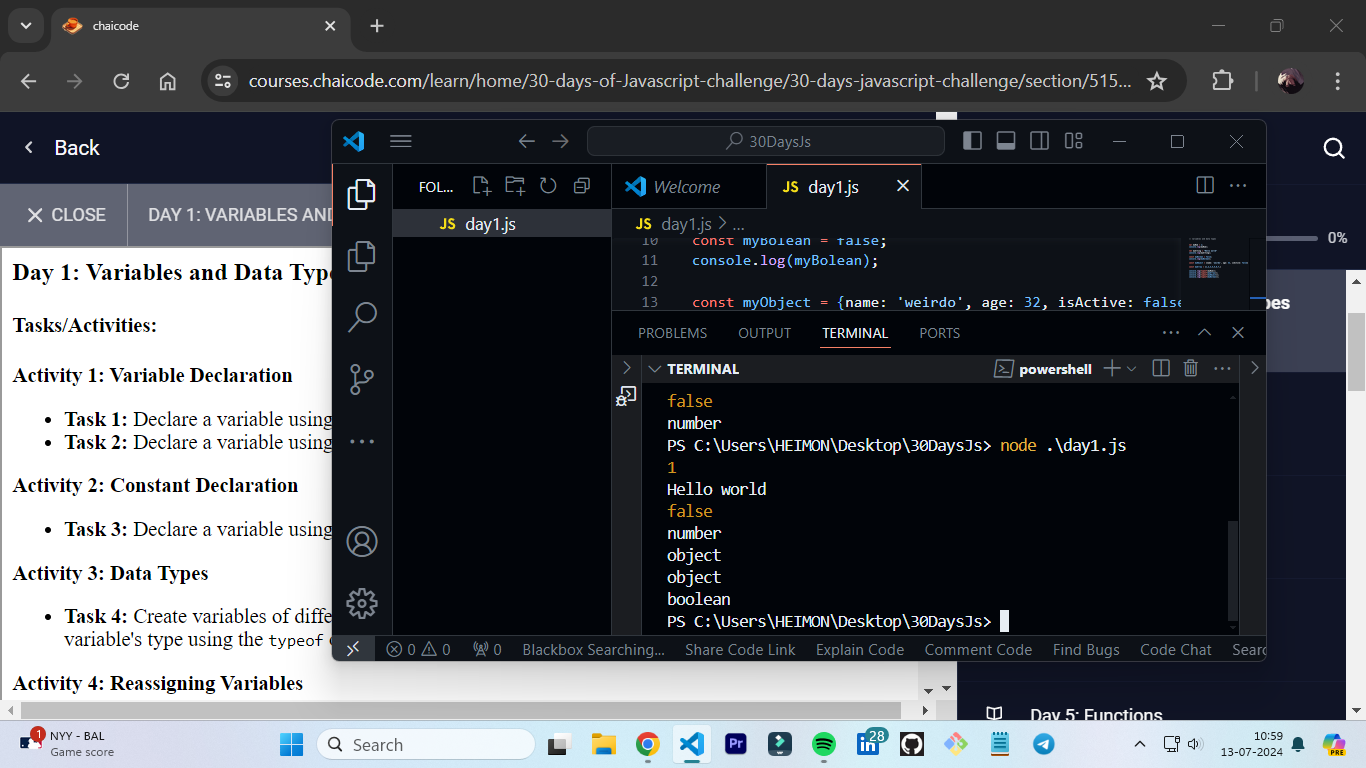 chaicode
courses.chaicode.com/learn/home/30-days-of-Javascript-challenge/30-days-javascript-challenge/section/515...
Back
CLOSE
DAY 1: VARIABLES AND
0%
Day 1: Variables and Data Type
Tasks/Activities:
Activity 1: Variable Declaration
• Task 1: Declare a variable using
• Task 2: Declare a variable using
Activity 2: Constant Declaration
• Task 3: Declare a variable using
Activity 3: Data Types
• Task 4: Create variables of diffe
variable's type using the typeof
Activity 4: Reassigning Variables
30DaysJs
FOL...
JS day1.js
Welcome
JS day1.js
JS day1.js > ...
10 const myBolean = false;
11 console.log(myBolean);
12
13 const myObject = {name: 'weirdo', age: 32, isActive: false
PROBLEMS OUTPUT TERMINAL PORTS
TERMINAL
powershell
false
number
PS C:\Users\HEIMON\Desktop\30DaysJs> node .\day1.js
1
Hello world
false
number
object
object
boolean
PS C:\Users\HEIMON\Desktop\30DaysJs>
0 0 0 Blackbox Searching... Share Code Link Explain Code Comment Code Find Bugs Code Chat Searc
pes
Day 5: Functions
1
NYY - BAL
Game score
Search
Pr
28
PRE
10:59
13-07-2024